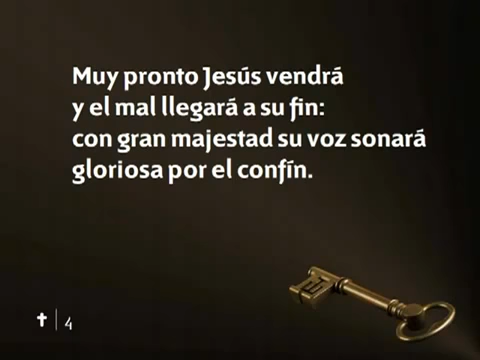 Muy pronto Jesús vendrá
y el mal llegará a su fin:
con gran majestad su voz sonará
gloriosa por el confín.
4